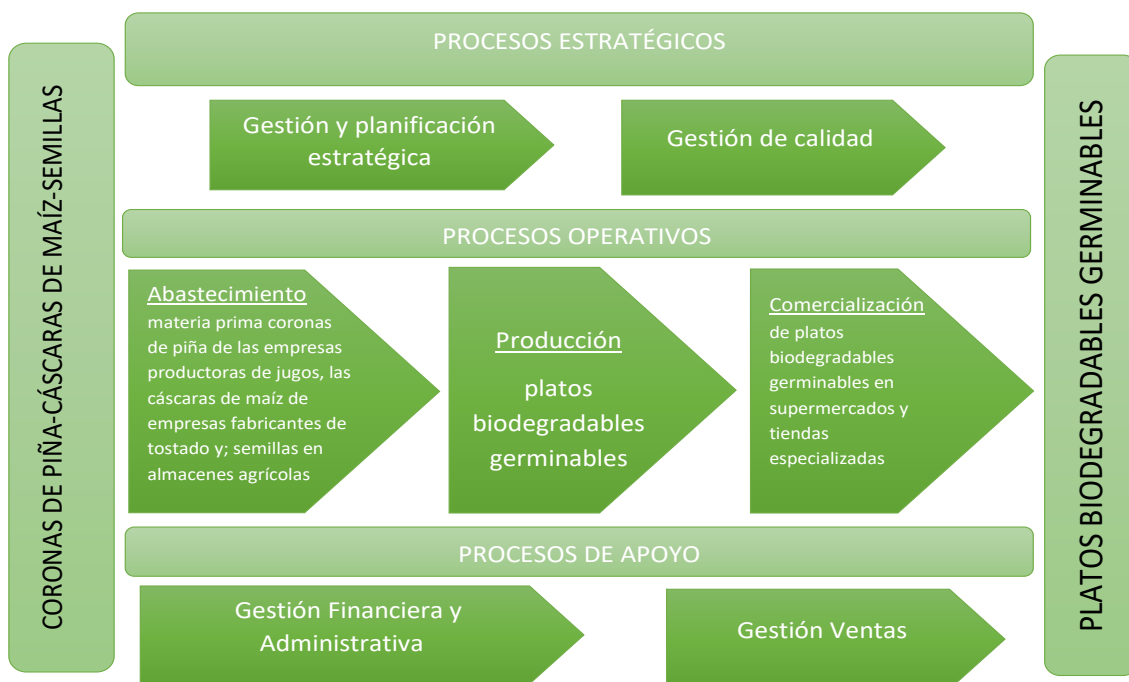 CORONAS DE PIÑA-CÁSCARAS DE MAÍZ-SEMILLAS
PROCESOS ESTRATÉGICOS
Gestión y planificación
estratégica
Gestión de calidad
PROCESOS OPERATIVOS
Abastecimiento
materia prima coronas
de piña de las empresas
productoras de jugos, las
cáscaras de maíz de
empresas fabricantes de
tostado y; semillas en
almacenes agrícolas
Producción
platos
biodegradables
germinables
Comercialización
de platos
biodegradables
germinables en
supermercados y
tiendas
especializadas
PROCESOS DE APOYO
Gestión Financiera y
Administrativa
Gestión Ventas
PLATOS BIODEGRADABLES GERMINABLES